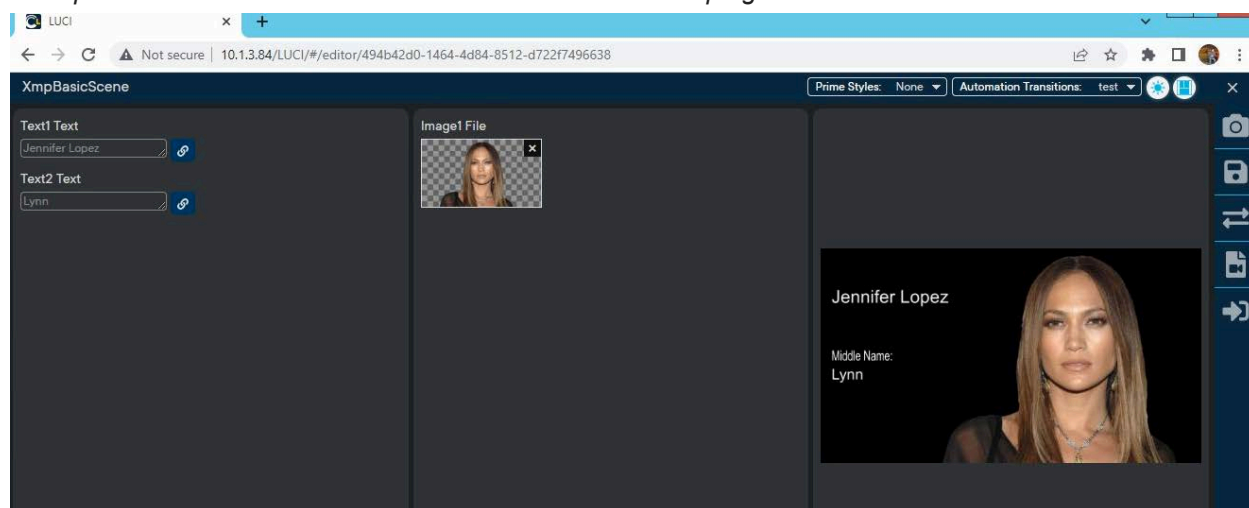 LUCI
Not secure | 10.1.3.84/LUCI/#/editor/494b42d0-1464-4d84-8512-d722f7496638
XmpBasicScene
Prime Styles: None
Automation Transitions: test
Text1 Text
Jennifer Lopez
Text2 Text
Lynn
Image1 File
Jennifer Lopez
Middle Name:
Lynn